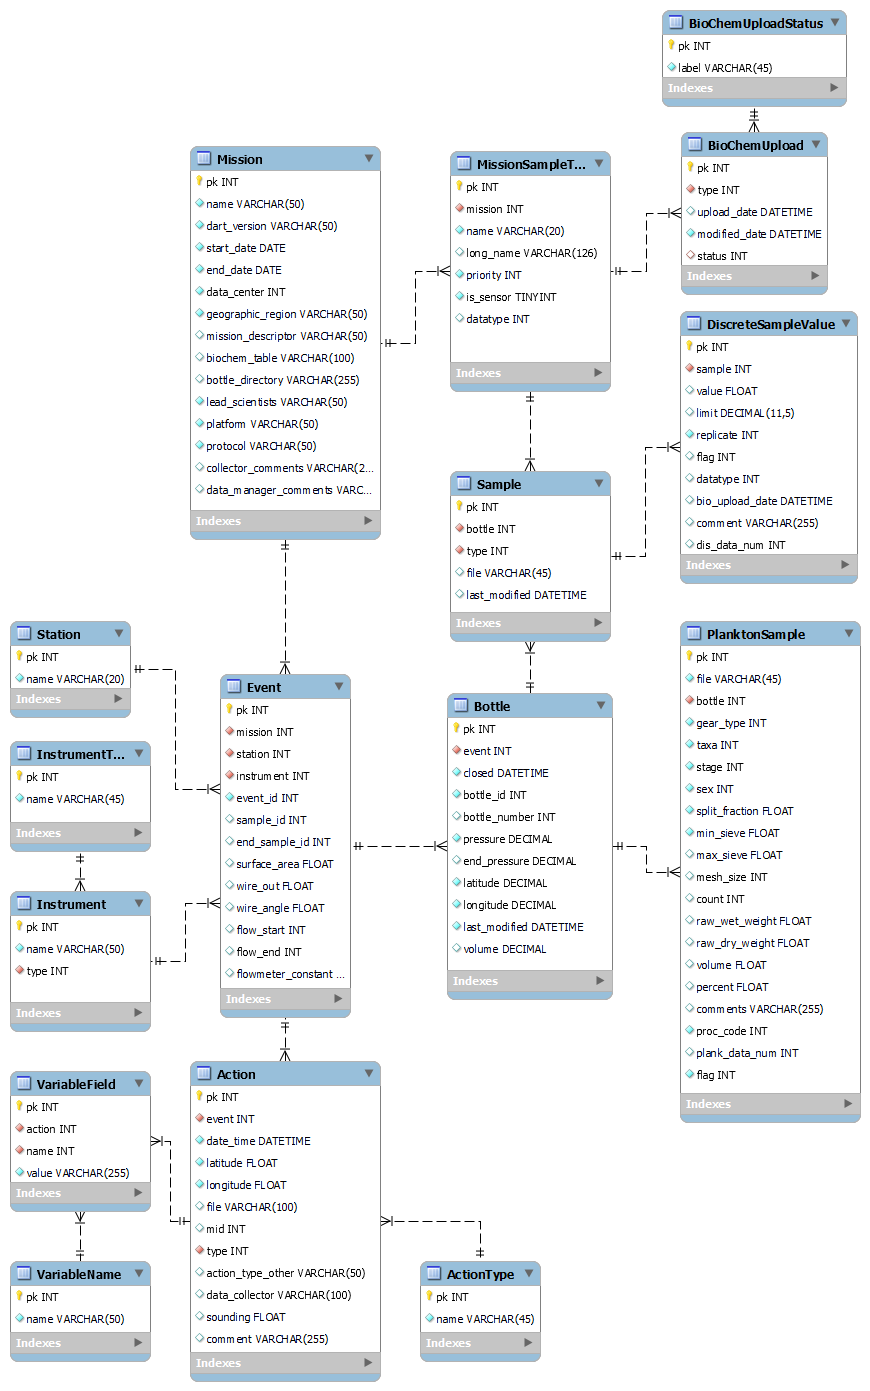 BioChemUploadStatus
pk INT
label VARCHAR(45)
Indexes
BioChemUpload
pk INT
type INT
upload_date DATETIME
modified_date DATETIME
status INT
Indexes
Mission
pk INT
name VARCHAR(50)
dart_version VARCHAR(50)
start_date DATE
end_date DATE
data_center INT
geographic_region VARCHAR(50)
mission_descriptor VARCHAR(50)
biochem_table VARCHAR(100)
bottle_directory VARCHAR(255)
lead_scientists VARCHAR(50)
platform VARCHAR(50)
protocol VARCHAR(50)
collector_comments VARCHAR(2...
data_manager_comments VARC...
Indexes
MissionSampleT...
pk INT
mission INT
name VARCHAR(20)
long_name VARCHAR(126)
priority INT
is_sensor TINYINT
datatype INT
Indexes
DiscreteSampleValue
pk INT
sample INT
value FLOAT
limit DECIMAL(11,5)
replicate INT
flag INT
datatype INT
bio_upload_date DATETIME
comment VARCHAR(255)
dis_data_num INT
Indexes
Sample
pk INT
bottle INT
type INT
file VARCHAR(45)
last_modified DATETIME
Indexes
Station
pk INT
name VARCHAR(20)
Indexes
InstrumentT...
pk INT
name VARCHAR(45)
Indexes
Instrument
pk INT
name VARCHAR(50)
type INT
Indexes
Event
pk INT
mission INT
station INT
instrument INT
event_id INT
sample_id INT
end_sample_id INT
surface_area FLOAT
wire_out FLOAT
wire_angle FLOAT
flow_start INT
flow_end INT
flowmeter_constant ...
Indexes
Bottle
pk INT
event INT
closed DATETIME
bottle_id INT
bottle_number INT
pressure DECIMAL
end_pressure DECIMAL
latitude DECIMAL
longitude DECIMAL
last_modified DATETIME
volume DECIMAL
Indexes
PlanktonSample
pk INT
file VARCHAR(45)
bottle INT
gear_type INT
taxa INT
stage INT
sex INT
split_fraction FLOAT
min_sieve FLOAT
max_sieve FLOAT
mesh_size INT
count INT
raw_wet_weight FLOAT
raw_dry_weight FLOAT
volume FLOAT
percent FLOAT
comments VARCHAR(255)
proc_code INT
plank_data_num INT
flag INT
Indexes
VariableField
pk INT
action INT
name INT
value VARCHAR(255)
Indexes
VariableName
pk INT
name VARCHAR(50)
Indexes
Action
pk INT
event INT
date_time DATETIME
latitude FLOAT
longitude FLOAT
file VARCHAR(100)
mid INT
type INT
action_type_other VARCHAR(50)
data_collector VARCHAR(100)
sounding FLOAT
comment VARCHAR(255)
Indexes
ActionType
pk INT
name VARCHAR(45)
Indexes